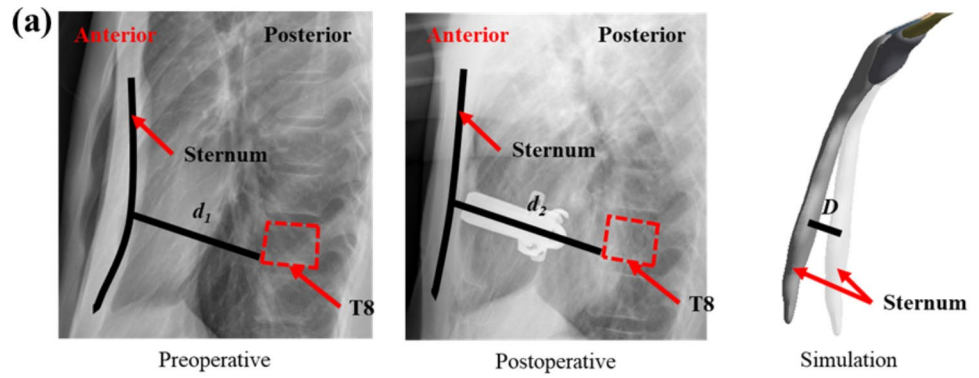 (a)
Anterior
Posterior
Sternum
d1
T8
Preoperative
Anterior
Posterior
Sternum
d2
T8
Postoperative
D
Sternum
Simulation